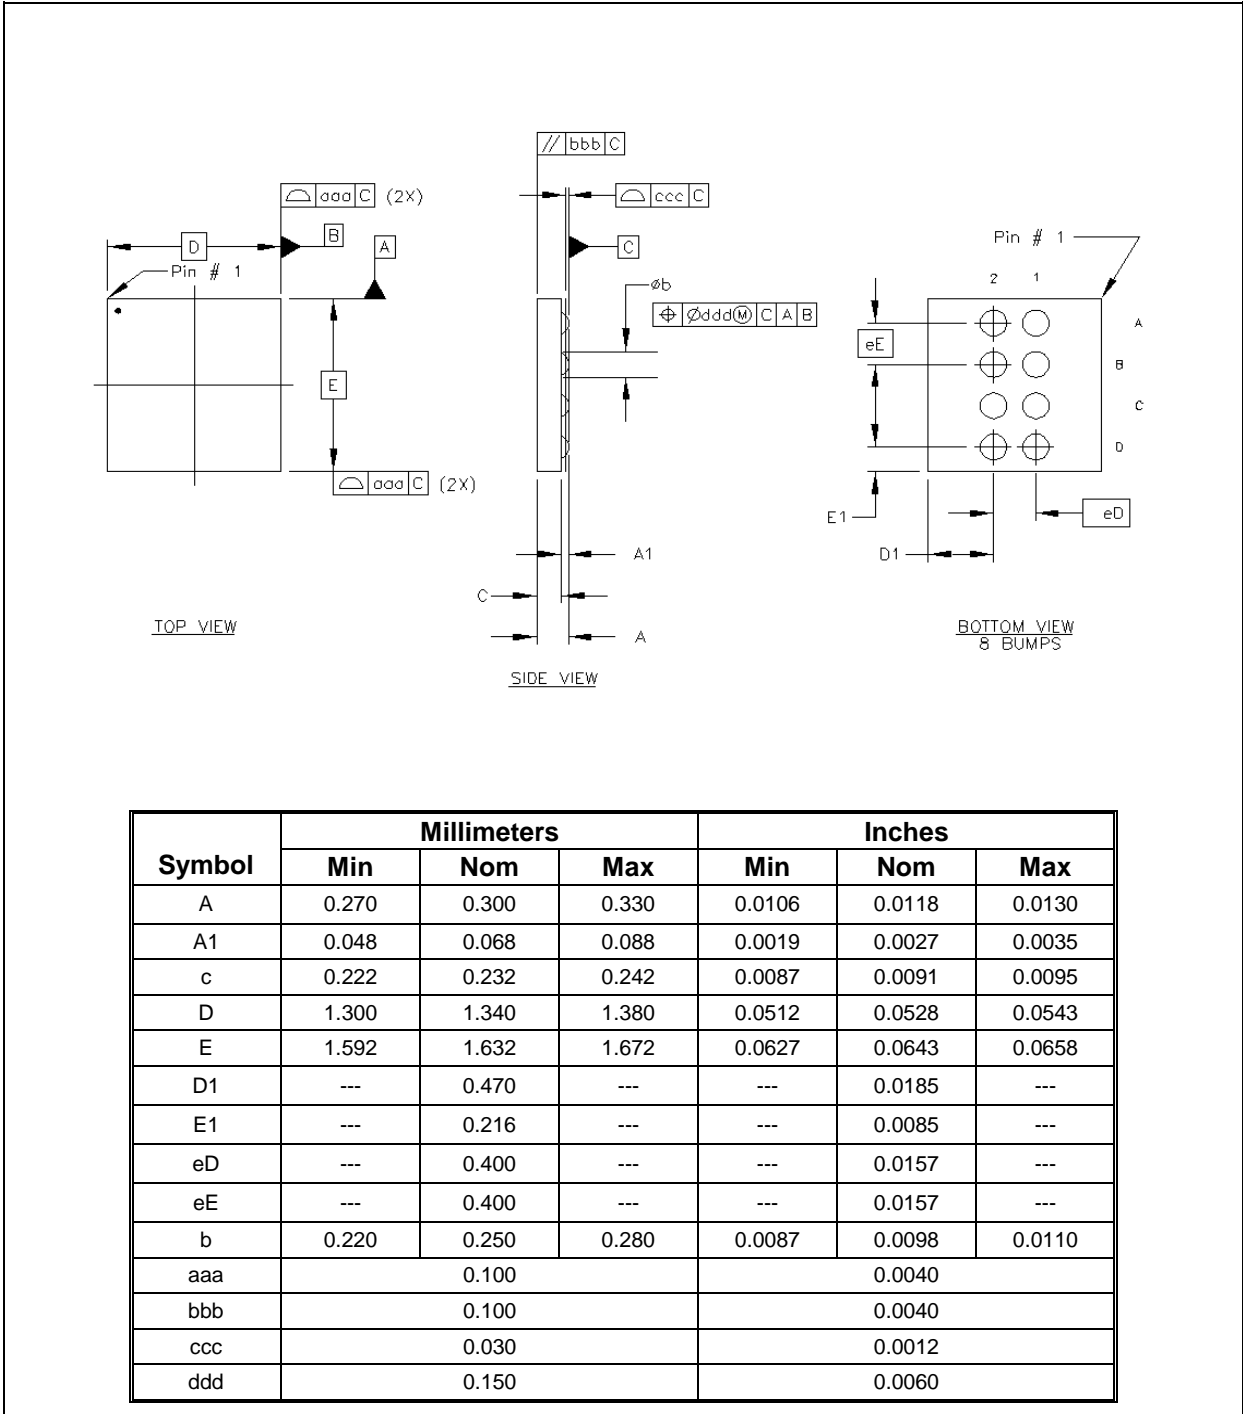 // bbb C
aaa C (2X)
ccc C
D
B
A
C
Pin # 1
Pin # 1
øb
2 1
Øddd Ⓜ C A B
A
eE
B
E
C
D
aaa C (2X)
eD
E1
A1
D1
C
TOP VIEW
A
BOTTOM VIEW
8 BUMPS
SIDE VIEW
Symbol Millimeters Inches
Min Nom Max Min Nom Max
A 0.270 0.300 0.330 0.0106 0.0118 0.0130
A1 0.048 0.068 0.088 0.0019 0.0027 0.0035
c 0.222 0.232 0.242 0.0087 0.0091 0.0095
D 1.300 1.340 1.380 0.0512 0.0528 0.0543
E 1.592 1.632 1.672 0.0627 0.0643 0.0658
D1 --- 0.470 --- --- 0.0185 ---
E1 --- 0.216 --- --- 0.0085 ---
eD --- 0.400 --- --- 0.0157 ---
eE --- 0.400 --- --- 0.0157 ---
b 0.220 0.250 0.280 0.0087 0.0098 0.0110
aaa 0.100 0.0040
bbb 0.100 0.0040
ccc 0.030 0.0012
ddd 0.150 0.0060